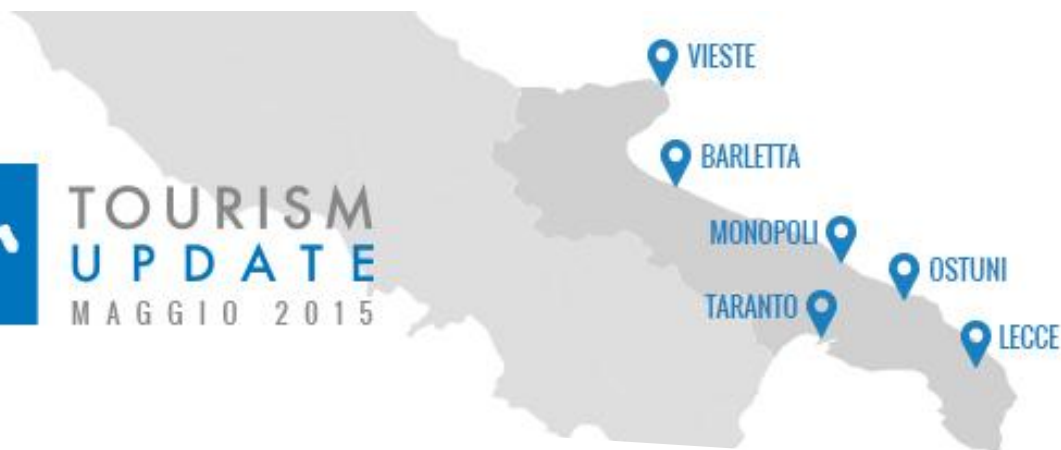 TOURISM
UPDATE
MAGGIO 2015
VIESTE
BARLETTA
MONOPOLI
OSTUNI
TARANTO
LECCE